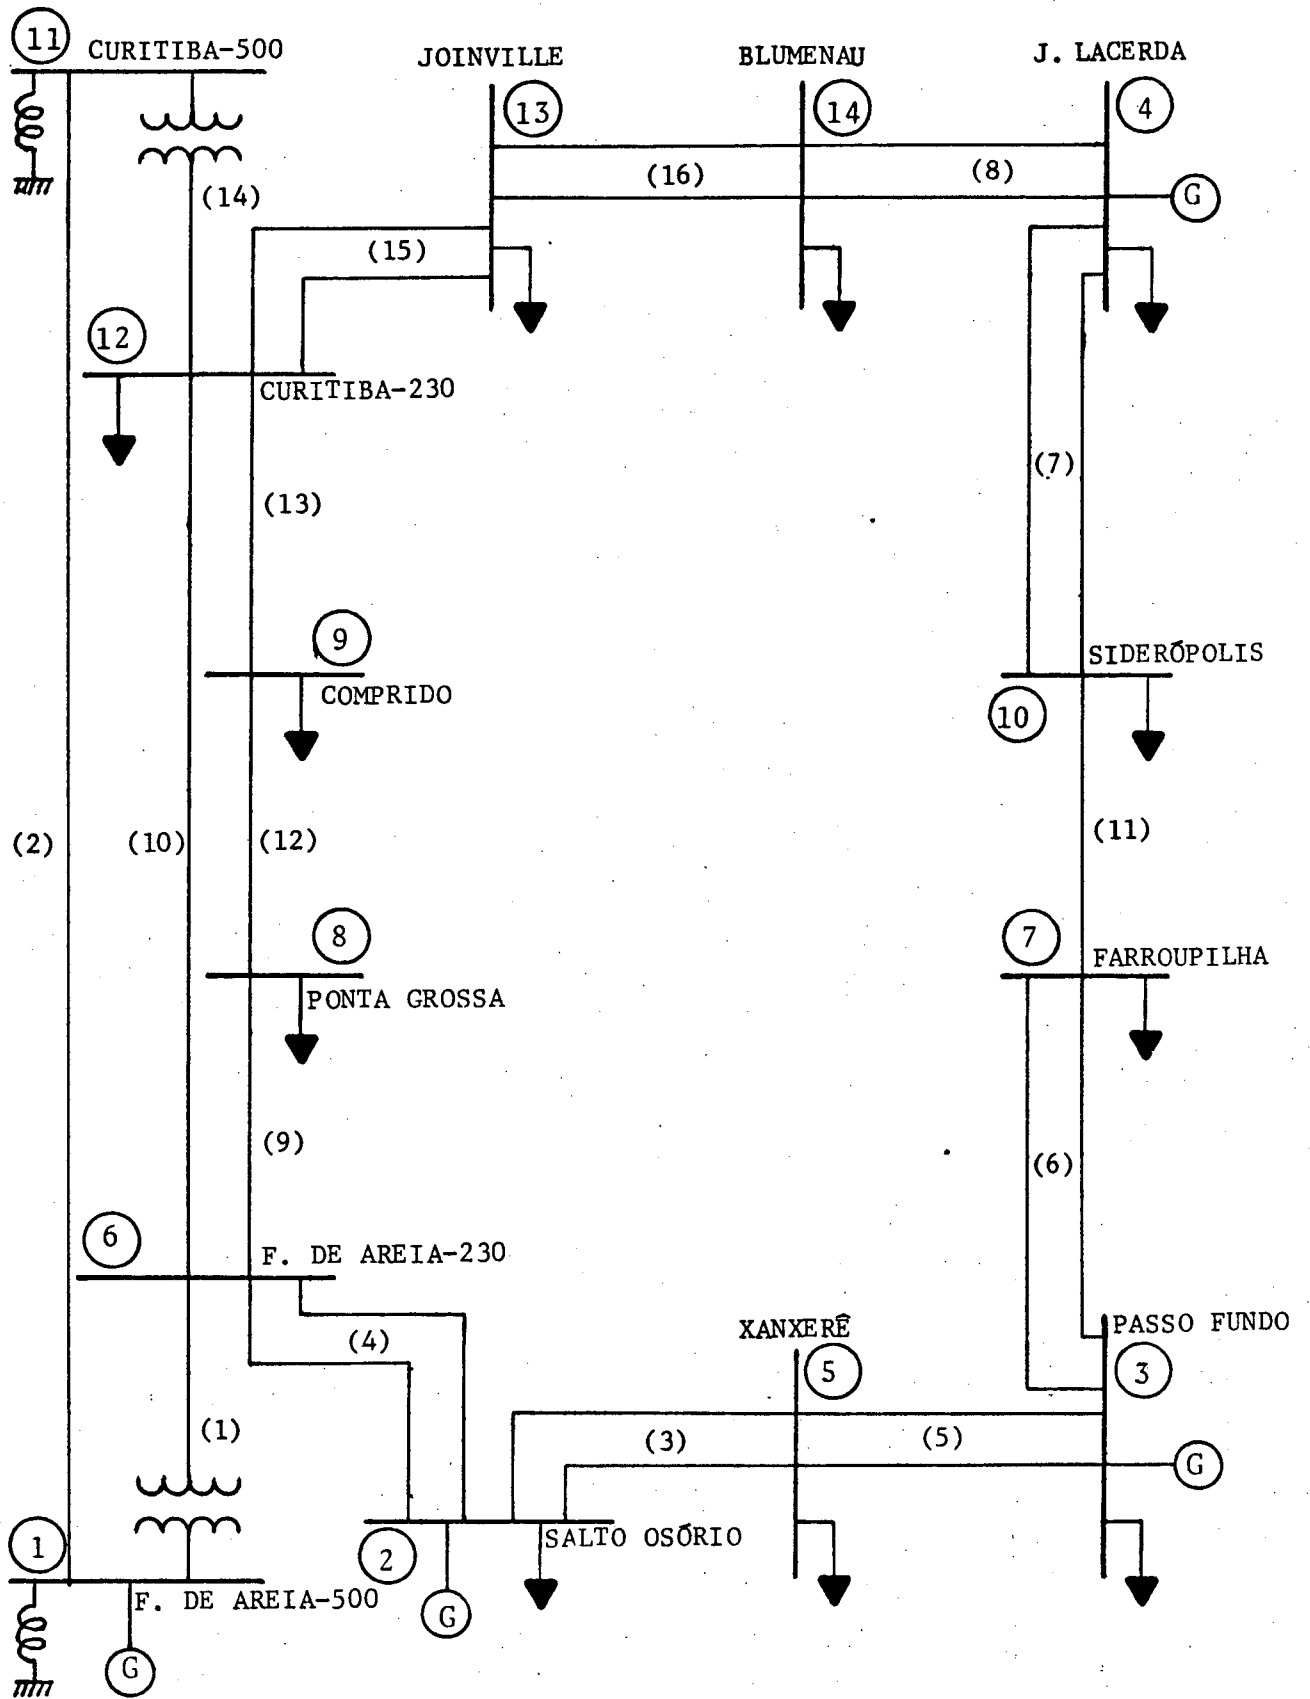 11
CURITIBA-500
JOINVILLE
BLUMENAU
J. LACERDA
13
14
4
(14)
(16)
(8)
G
(15)
12
CURITIBA-230
(7)
(13)
9
COMPRIDO
SIDERÓPOLIS
10
(2)
(10)
(12)
(11)
8
PONTA GROSSA
7
FARROUPILHA
(9)
(6)
6
F. DE AREIA-230
(4)
XANXERÊ
PASSO FUNDO
5
3
(1)
(3)
(5)
G
1
2
SALTO OSÓRIO
F. DE AREIA-500
G
G